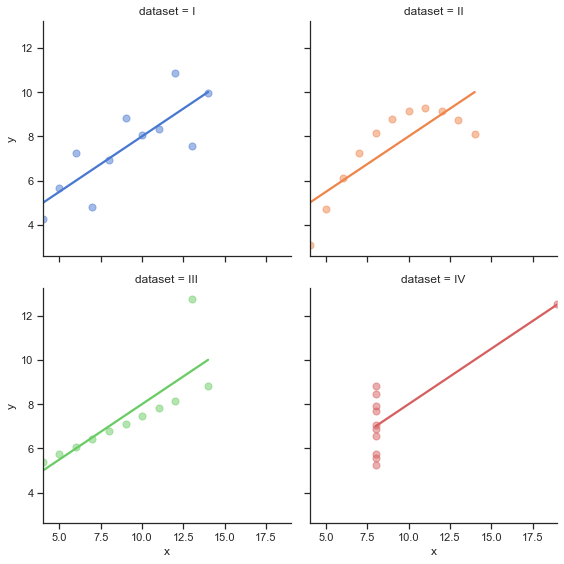 dataset = I
dataset = II
12
10
8
6
4
y
dataset = III
dataset = IV
12
10
8
6
4
y
5.0 7.5 10.0 12.5 15.0 17.5
x
5.0 7.5 10.0 12.5 15.0 17.5
x